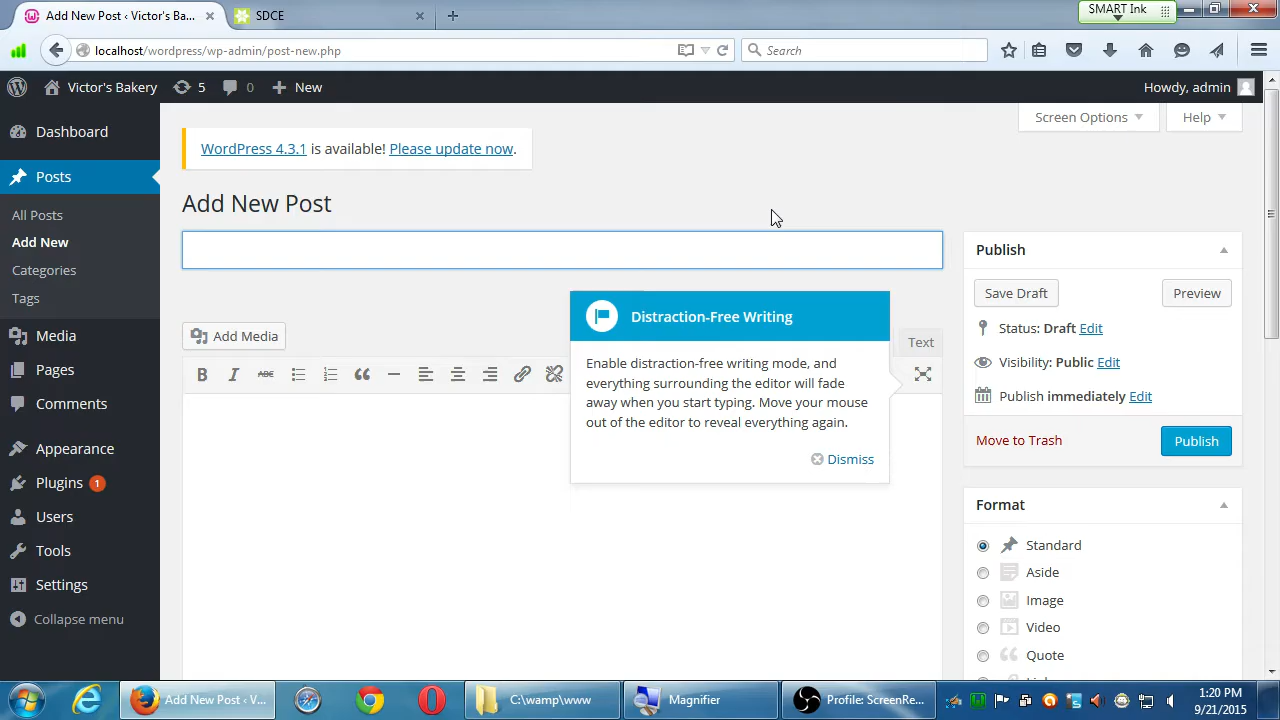 Add New Post ‹ Victor's Ba...
SDCE
SMART Ink
localhost/wordpress/wp-admin/post-new.php
Search
Victor's Bakery
5
0
New
Howdy, admin
Screen Options
Help
Dashboard
Posts
All Posts
Add New
Categories
Tags
Media
Pages
Comments
Appearance
Plugins 1
Users
Tools
Settings
Collapse menu
WordPress 4.3.1 is available! Please update now.
Add New Post
Add Media
Text
B I ABC
Distraction-Free Writing
Enable distraction-free writing mode, and
everything surrounding the editor will fade
away when you start typing. Move your mouse
out of the editor to reveal everything again.
Dismiss
Publish
Save Draft
Preview
Status: Draft Edit
Visibility: Public Edit
Publish immediately Edit
Move to Trash
Publish
Format
Standard
Aside
Image
Video
Quote
Add New Post ‹ V...
C:\wamp\www
Magnifier
Profile: ScreenRe...
1:20 PM
9/21/2015